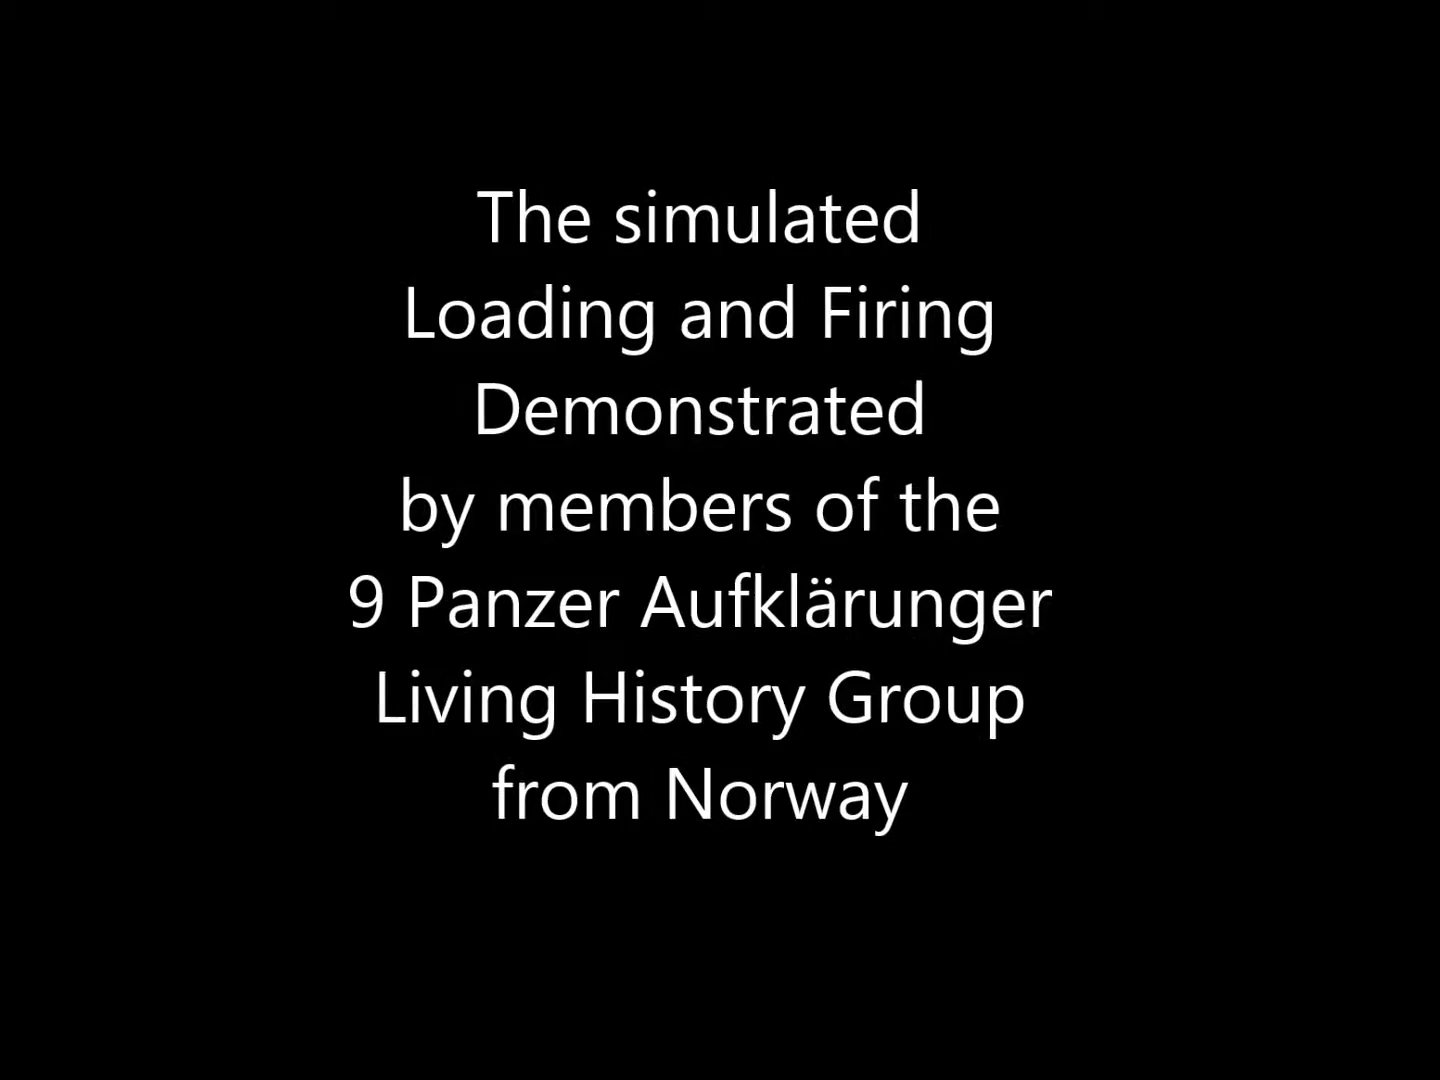 The simulated
Loading and Firing
Demonstrated
by members of the
9 Panzer Aufklärunger
Living History Group
from Norway